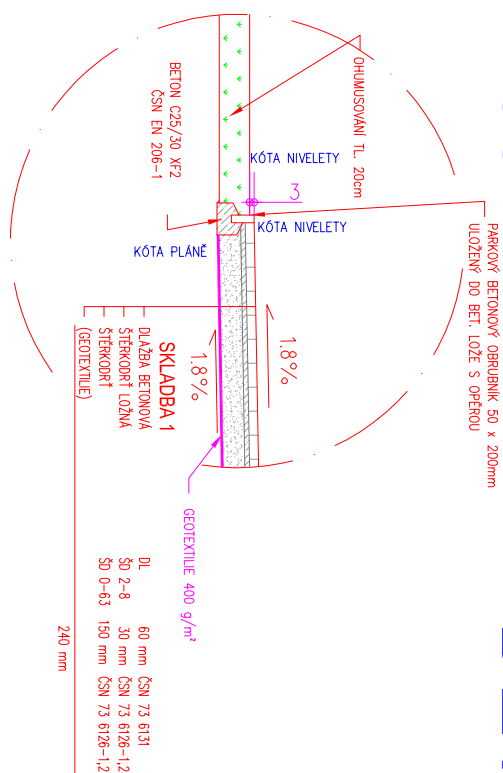 PARKOVÝ BETONOVÝ OBRUBNÍK 50 x 200mm
ULOŽENÝ DO BET. LOŽE S OPĚROU
OHUMUSOVÁNÍ TL. 20cm
BETON C25/30 XF2
ČSN EN 206-1
KÓTA NIVELETY
3
KÓTA NIVELETY
KÓTA PLÁNĚ
1.8%
1.8%
GEOTEXTILIE 400 g/m²
SKLADBA 1
DLAŽBA BETONOVÁ DL 60 mm ČSN 73 6131
ŠTĚRKODRŤ LOŽNÁ ŠD 2-8 30 mm ČSN 73 6126-1,2
ŠTĚRKODRŤ ŠD 0-63 150 mm ČSN 73 6126-1,2
(GEOTEXTILIE)
240 mm